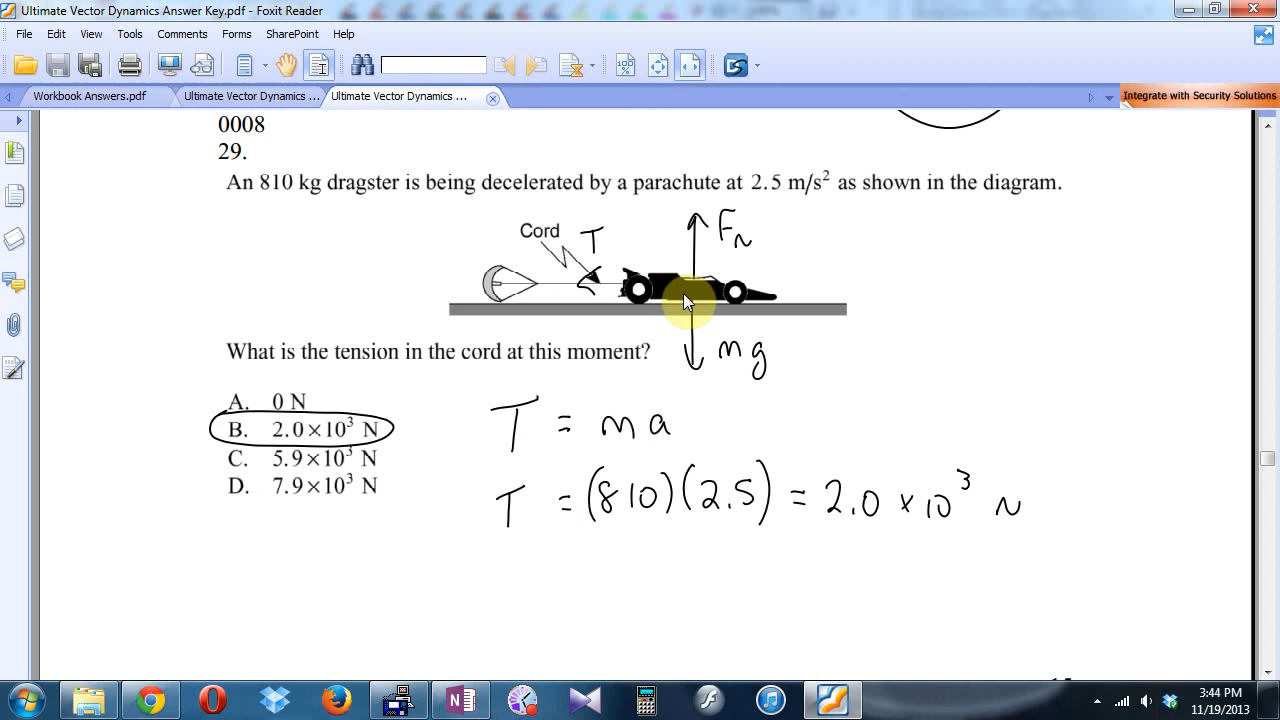 Ultimate Vector Dynamics Answer Key.pdf - Foxit Reader
File Edit View Tools Comments Forms SharePoint Help
Workbook Answers.pdf Ultimate Vector Dynamics ... Ultimate Vector Dynamics ... Integrate with Security Solutions
0008
29.
An 810 kg dragster is being decelerated by a parachute at 2.5 m/s² as shown in the diagram.
Cord T F_N
What is the tension in the cord at this moment? mg
A. 0 N
B. 2.0×10³ N
C. 5.9×10³ N
D. 7.9×10³ N
T = ma
T = (810)(2.5) = 2.0 × 10³ N
3:44 PM
11/19/2013